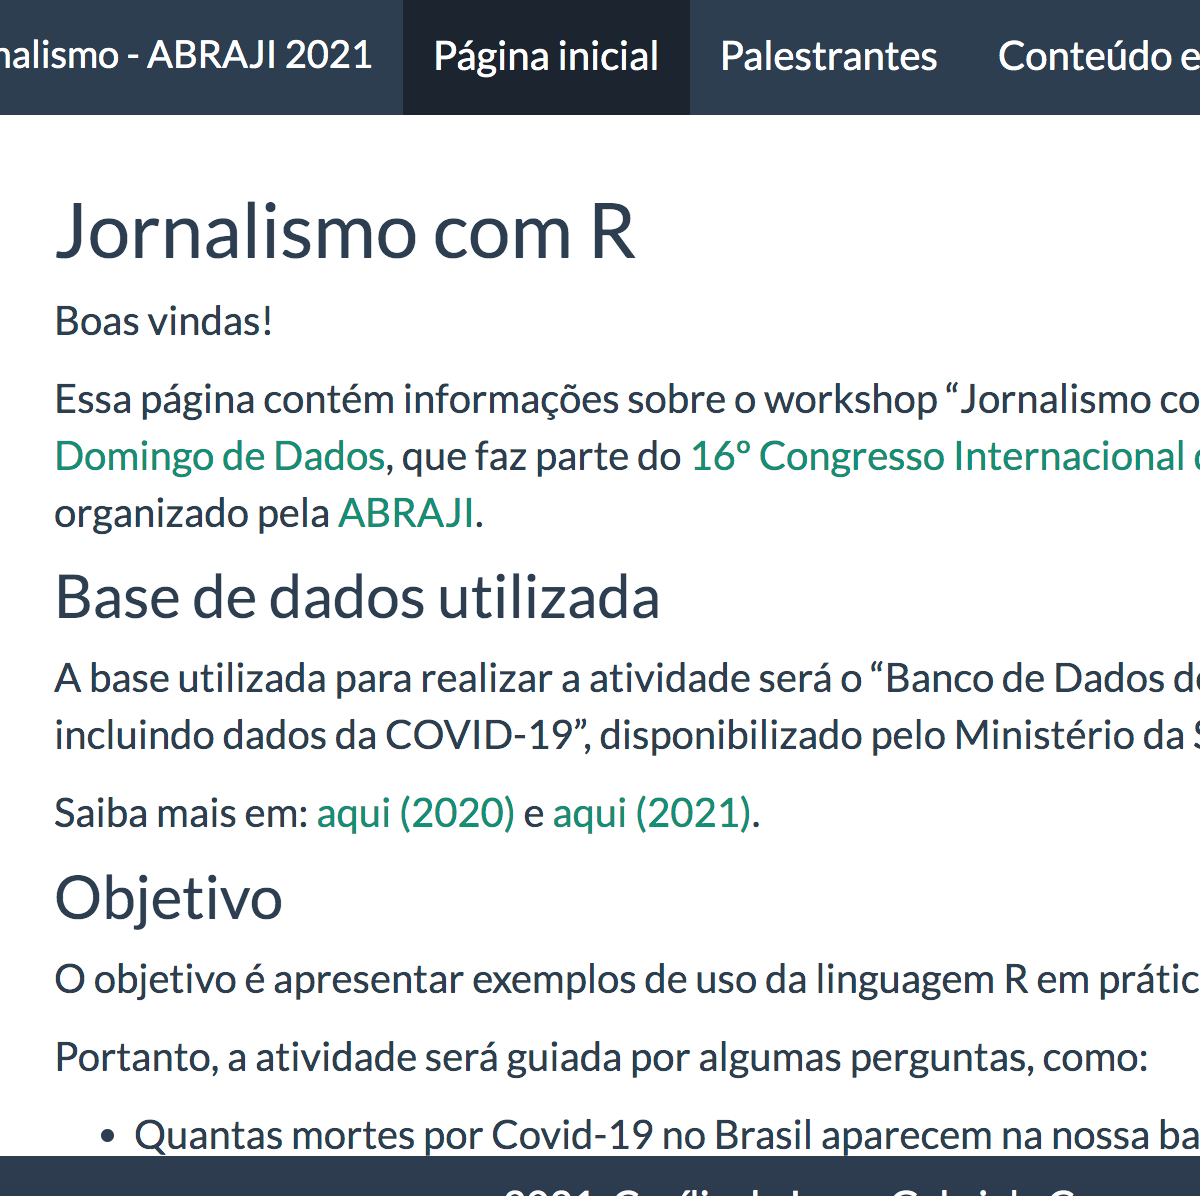 nalismo - ABRAJI 2021 Página inicial Palestrantes Conteúdo e
Jornalismo com R
Boas vindas!
Essa página contém informações sobre o workshop “Jornalismo co
Domingo de Dados, que faz parte do 16º Congresso Internacional
organizado pela ABRAJI.
Base de dados utilizada
A base utilizada para realizar a atividade será o “Banco de Dados de
incluindo dados da COVID-19”, disponibilizado pelo Ministério da S
Saiba mais em: aqui (2020) e aqui (2021).
Objetivo
O objetivo é apresentar exemplos de uso da linguagem R em prátic
Portanto, a atividade será guiada por algumas perguntas, como:
• Quantas mortes por Covid-19 no Brasil aparecem na nossa ba